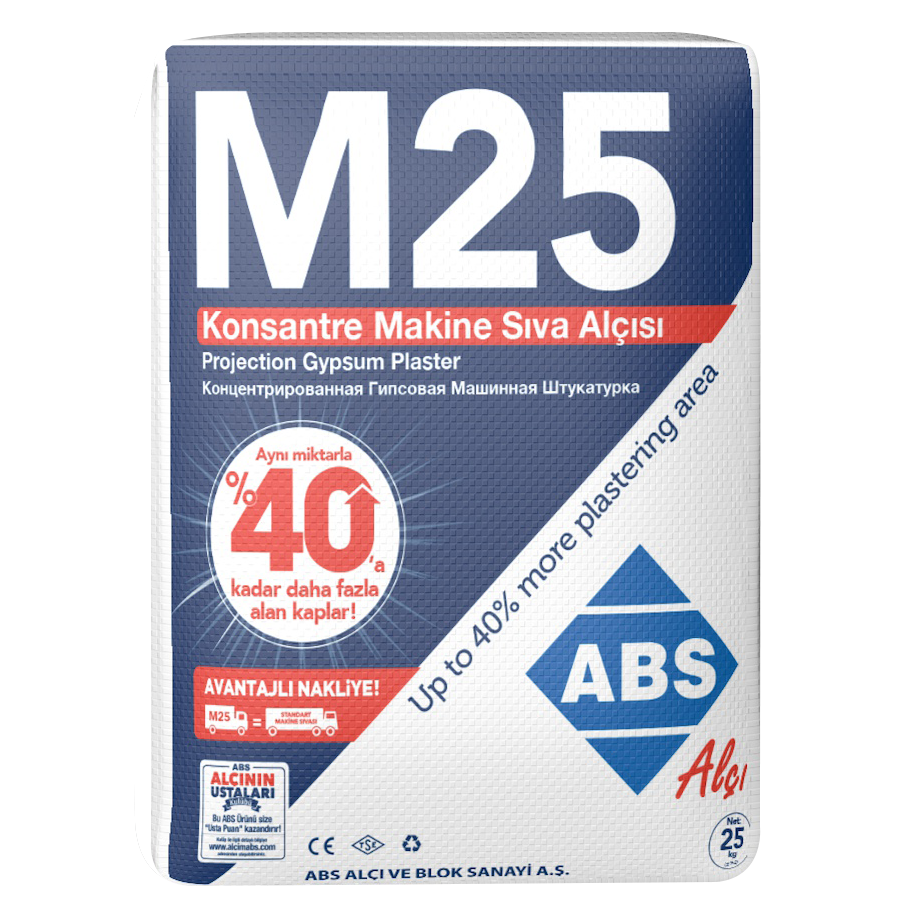 M25
Konsantre Makine Sıva Alçısı
Projection Gypsum Plaster
Концентрированная Гипсовая Машинная Штукатурка
Aynı miktarla
%40'a
kadar daha fazla
alan kaplar!
Up to 40% more plastering area
ABS
Alçı
AVANTAJLI NAKLİYE!
M25 = STANDART
MAKİNE SIVASI
ABS
ALÇININ
USTALARI
Kulübü
Bu ABS Ürünü size
"Usta Puan" kazandırır!
www.alcimabs.com
CE TSE
Net:
25
kg
ABS ALÇI VE BLOK SANAYİ A.Ş.